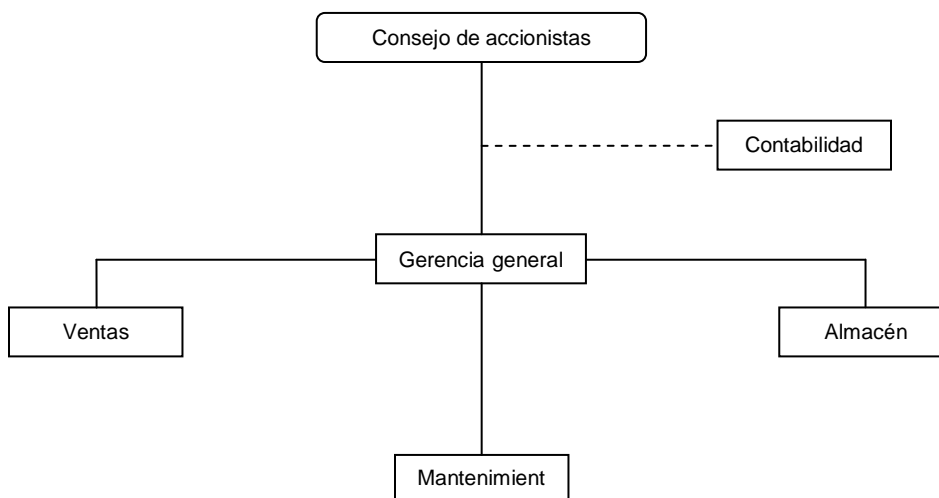 Consejo de accionistas
Contabilidad
Gerencia general
Ventas
Almacén
Mantenimient